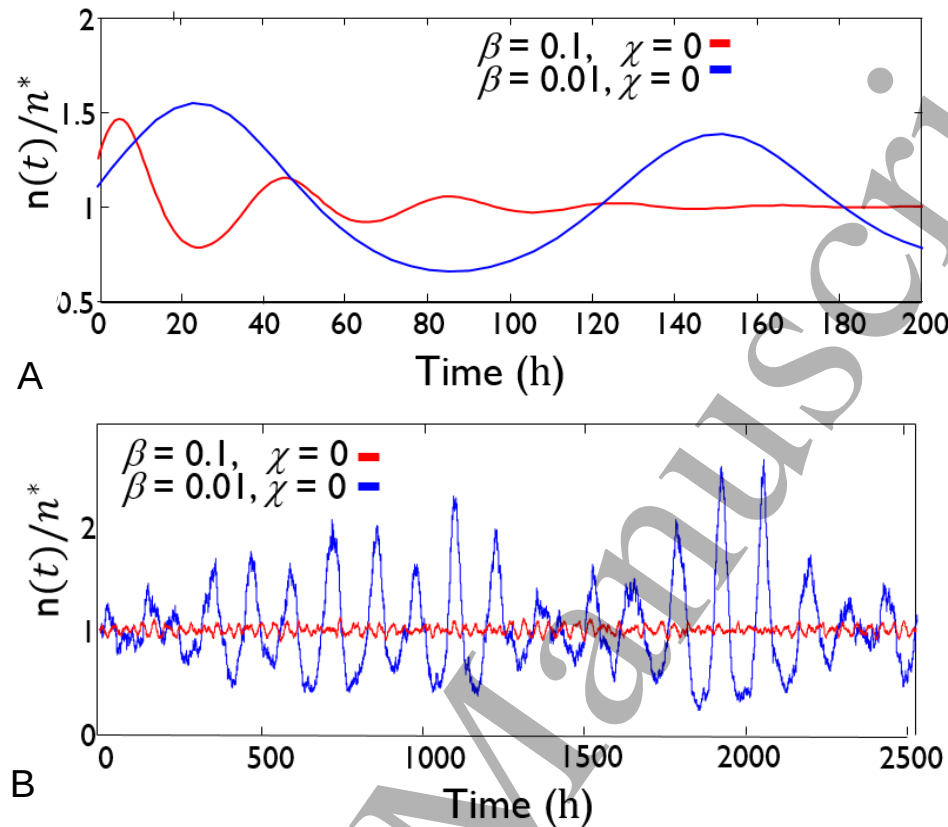 2
β = 0.1, χ = 0
β = 0.01, χ = 0
1.5
n(t)/n*
1
0.5
0 20 40 60 80 100 120 140 160 180 200
Time (h)
A
β = 0.1, χ = 0
β = 0.01, χ = 0
n(t)/n*
2
1
0
0 500 1000 1500 2000 2500
Time (h)
B
Manuscri